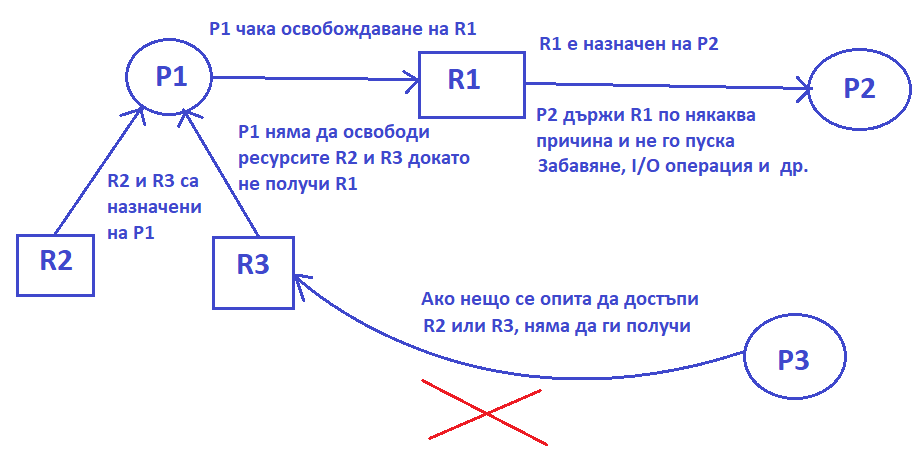 P1 чака освобождаване на R1
R1 е назначен на P2
P1
R1
P2
P1 няма да освободи
ресурсите R2 и R3 докато
не получи R1
P2 държи R1 по някаква
причина и не го пуска
Забавяне, I/O операция и др.
R2 и R3 са
назначени
на P1
R2
R3
Ако нещо се опита да достъпи
R2 или R3, няма да ги получи
P3